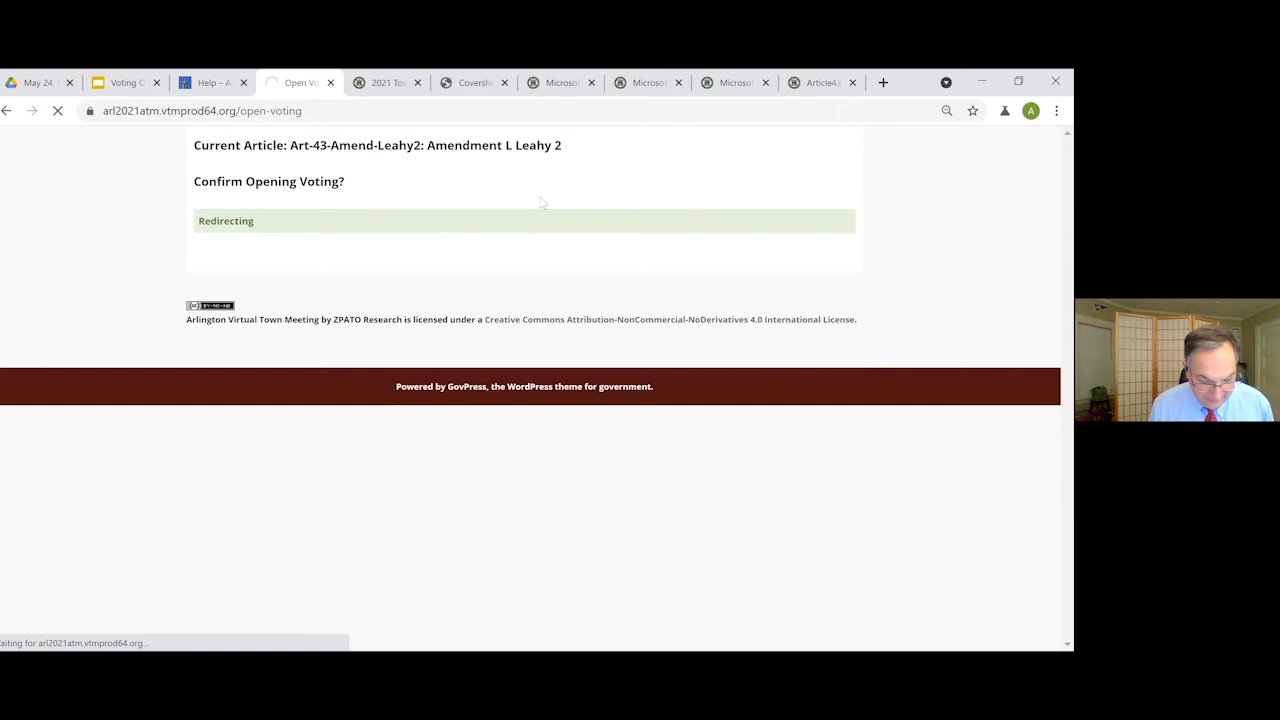 May 24,
Voting O
Help – A
Open Vo
2021 Tow
Covershe
Microsof
Microsof
Microsof
Article43
A
arl2021atm.vtmprod64.org/open-voting
Current Article: Art-43-Amend-Leahy2: Amendment L Leahy 2
Confirm Opening Voting?
Redirecting
Arlington Virtual Town Meeting by ZPATO Research is licensed under a Creative Commons Attribution-NonCommercial-NoDerivatives 4.0 International License.
Powered by GovPress, the WordPress theme for government.
aiting for arl2021atm.vtmprod64.org...